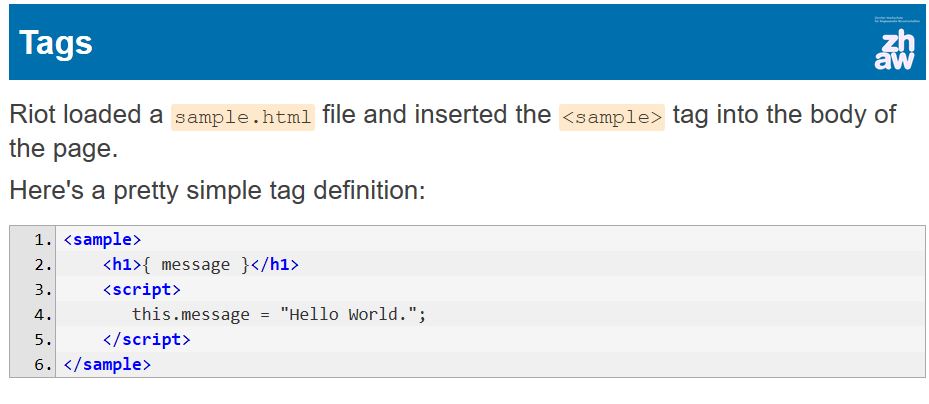 Tags
zh
aw
Riot loaded a sample.html file and inserted the <sample> tag into the body of
the page.
Here's a pretty simple tag definition:
1. <sample>
2.     <h1>{ message }</h1>
3.     <script>
4.        this.message = "Hello World.";
5.     </script>
6. </sample>